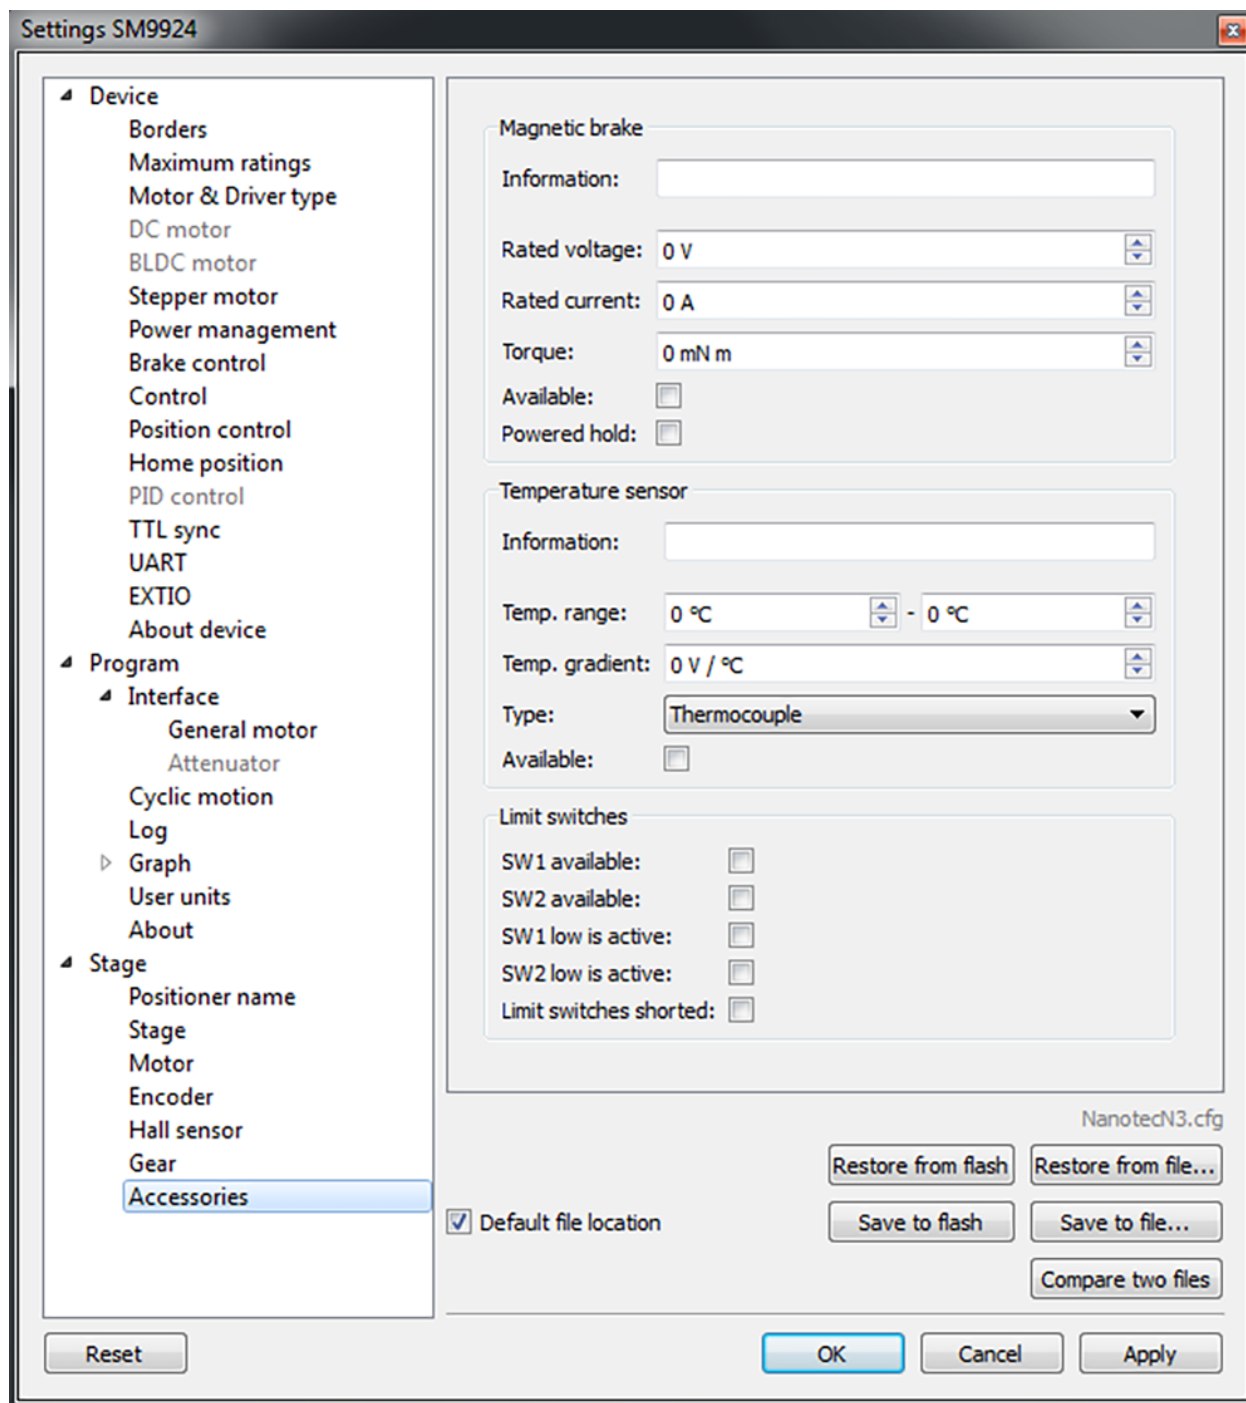 Settings SM9924
Device
Borders
Maximum ratings
Motor & Driver type
DC motor
BLDC motor
Stepper motor
Power management
Brake control
Control
Position control
Home position
PID control
TTL sync
UART
EXTIO
About device
Program
Interface
General motor
Attenuator
Cyclic motion
Log
Graph
User units
About
Stage
Positioner name
Stage
Motor
Encoder
Hall sensor
Gear
Accessories
Magnetic brake
Information:
Rated voltage: 0 V
Rated current: 0 A
Torque: 0 mN m
Available:
Powered hold:
Temperature sensor
Information:
Temp. range: 0 °C - 0 °C
Temp. gradient: 0 V / °C
Type: Thermocouple
Available:
Limit switches
SW1 available:
SW2 available:
SW1 low is active:
SW2 low is active:
Limit switches shorted:
NanotecN3.cfg
Restore from flash Restore from file...
Default file location Save to flash Save to file...
Compare two files
Reset OK Cancel Apply